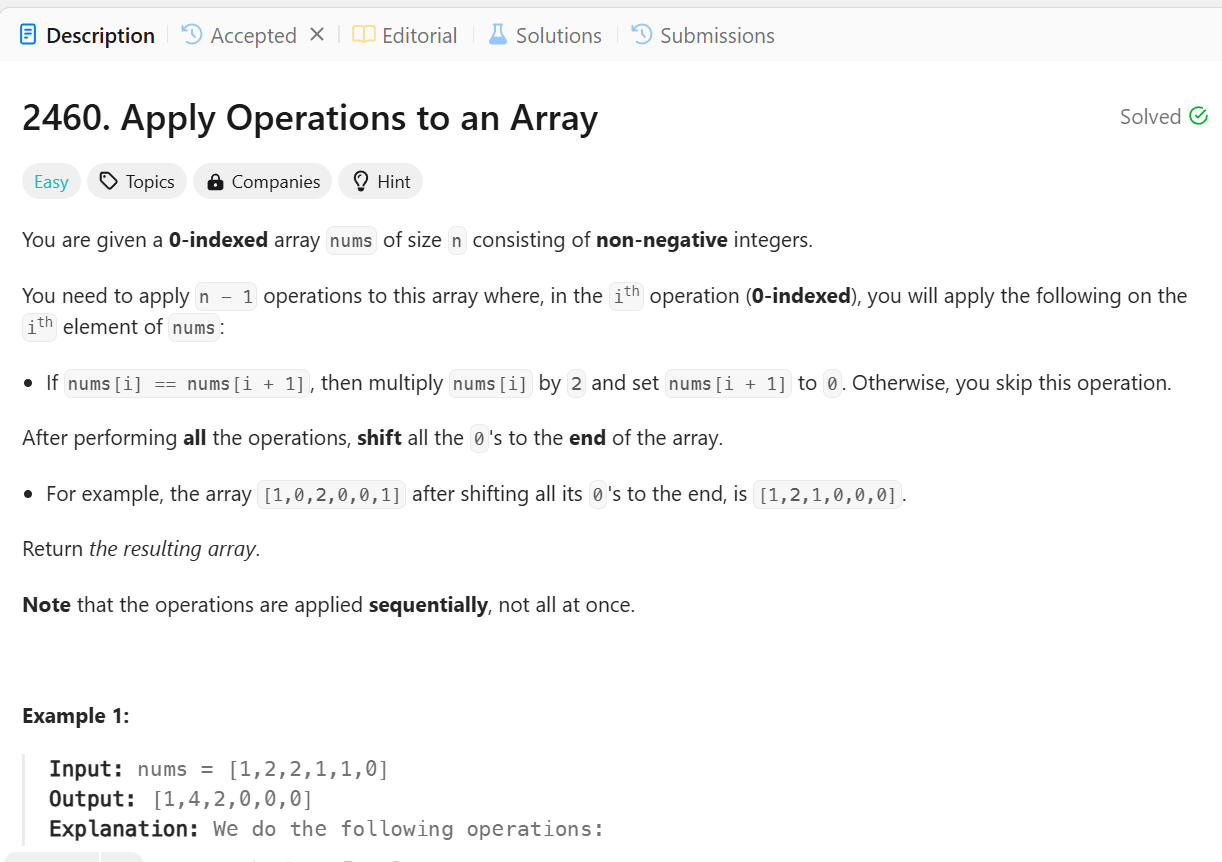 Description Accepted Editorial Solutions Submissions
2460. Apply Operations to an Array Solved
Easy Topics Companies Hint
You are given a 0-indexed array nums of size n consisting of non-negative integers.
You need to apply n - 1 operations to this array where, in the ith operation (0-indexed), you will apply the following on the
ith element of nums:
• If nums[i] == nums[i + 1], then multiply nums[i] by 2 and set nums[i + 1] to 0. Otherwise, you skip this operation.
After performing all the operations, shift all the 0's to the end of the array.
• For example, the array [1,0,2,0,0,1] after shifting all its 0's to the end, is [1,2,1,0,0,0].
Return the resulting array.
Note that the operations are applied sequentially, not all at once.
Example 1:
Input: nums = [1,2,2,1,1,0]
Output: [1,4,2,0,0,0]
Explanation: We do the following operations: